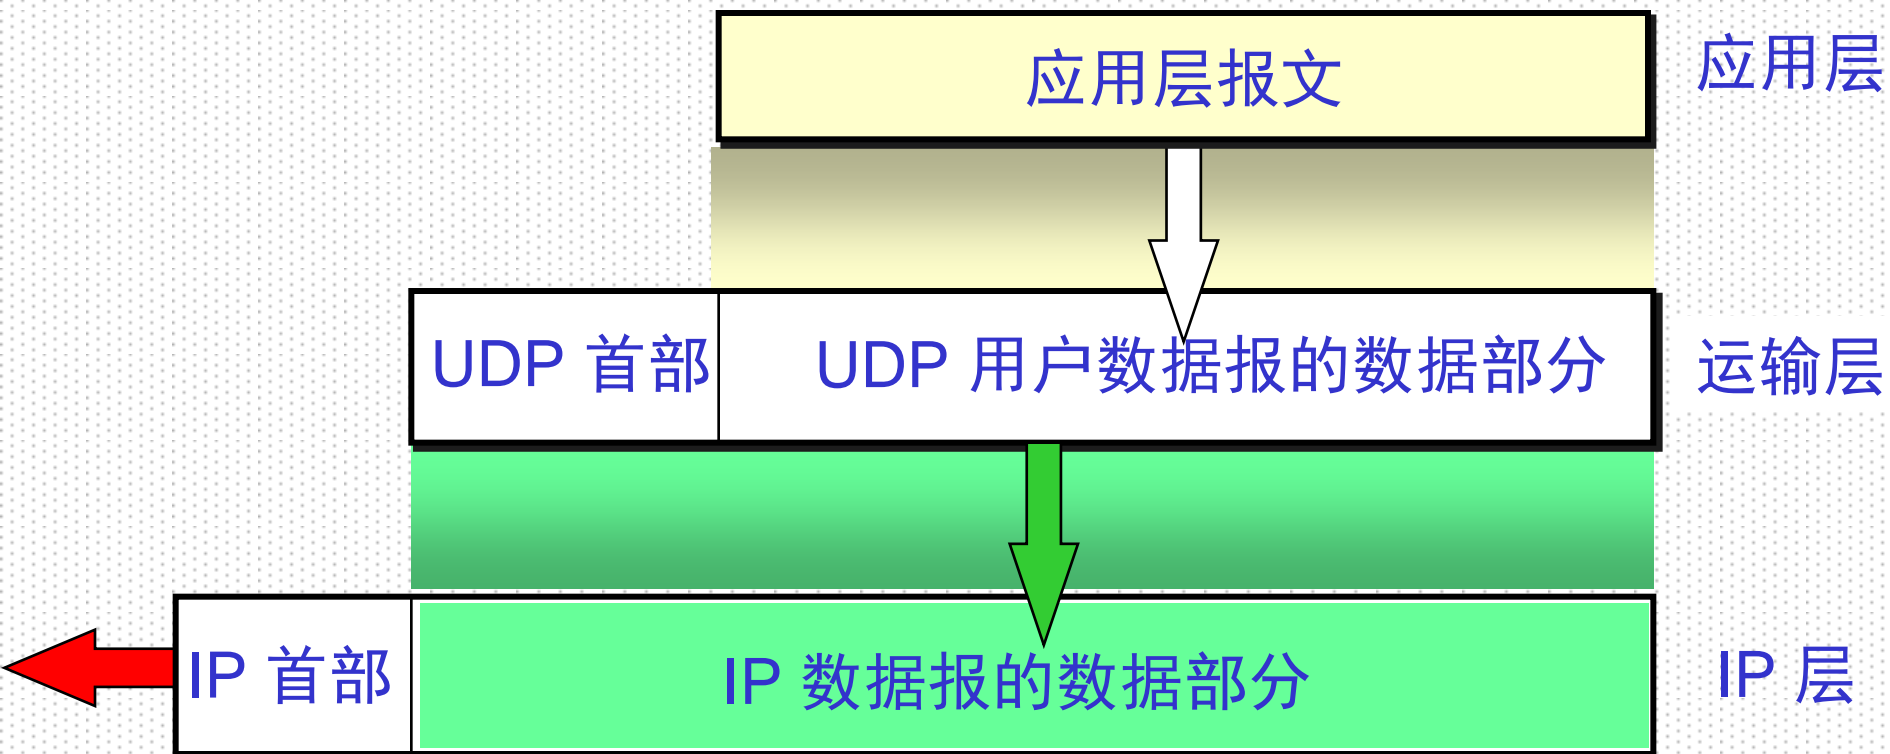 应用层报文
应用层
UDP 首部
UDP 用户数据报的数据部分
运输层
IP 首部
IP 数据报的数据部分
IP 层